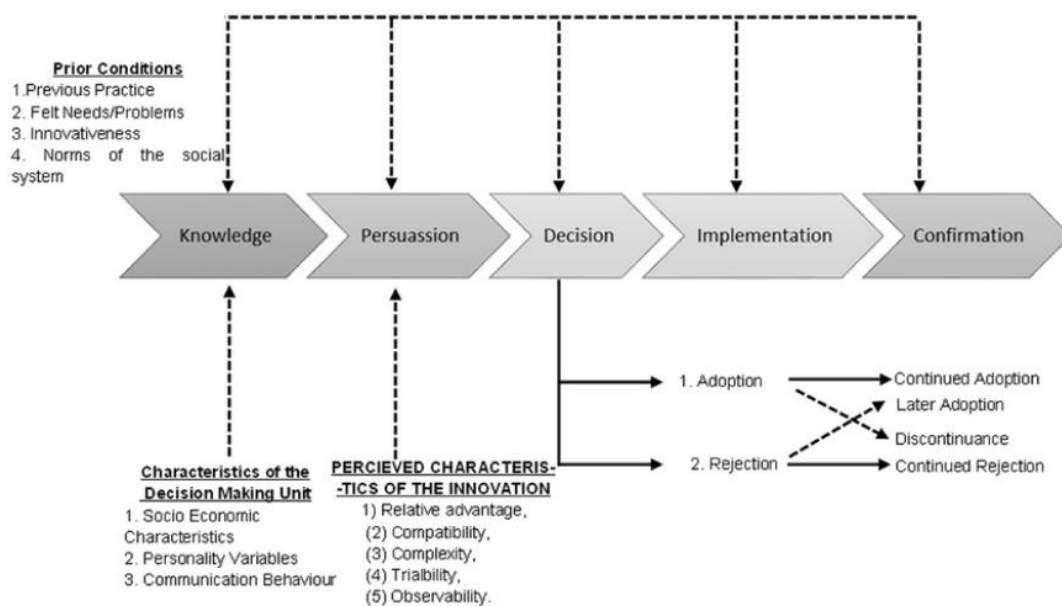 Prior Conditions
1.Previous Practice
2. Felt Needs/Problems
3. Innovativeness
4. Norms of the social
system
Knowledge
Persuassion
Decision
Implementation
Confirmation
1. Adoption
Continued Adoption
Later Adoption
Discontinuance
2. Rejection
Continued Rejection
Characteristics of the
Decision Making Unit
1. Socio Economic
Characteristics
2. Personality Variables
3. Communication Behaviour
PERCIEVED CHARACTERIS-
-TICS OF THE INNOVATION
1) Relative advantage,
(2) Compatibility,
(3) Complexity,
(4) Trialbility,
(5) Observability.